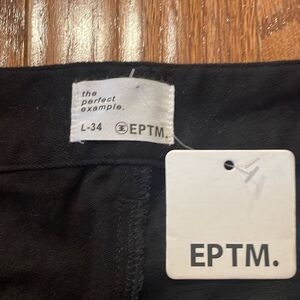 the
perfect
example.
L-34 EPTM.
EPTM.